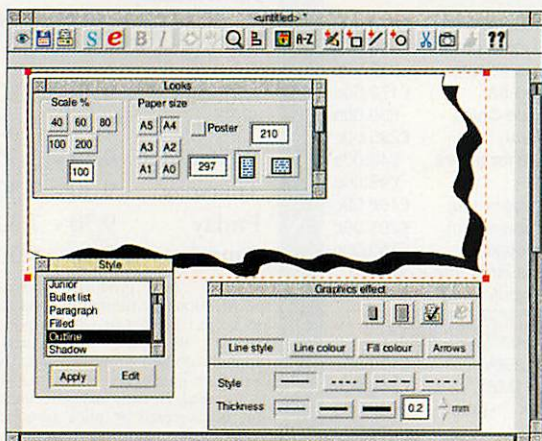 <untitled> *
S e B I A-Z ??
Looks
Scale %
40 60 80
100 200
100
Paper size
A5 A4
A3 A2
A1 A0
Poster
210
297
Style
Junior
Bullet list
Paragraph
Filled
Outline
Shadow
Apply Edit
Graphics effect
Line style Line colour Fill colour Arrows
Style
Thickness 0.2 mm